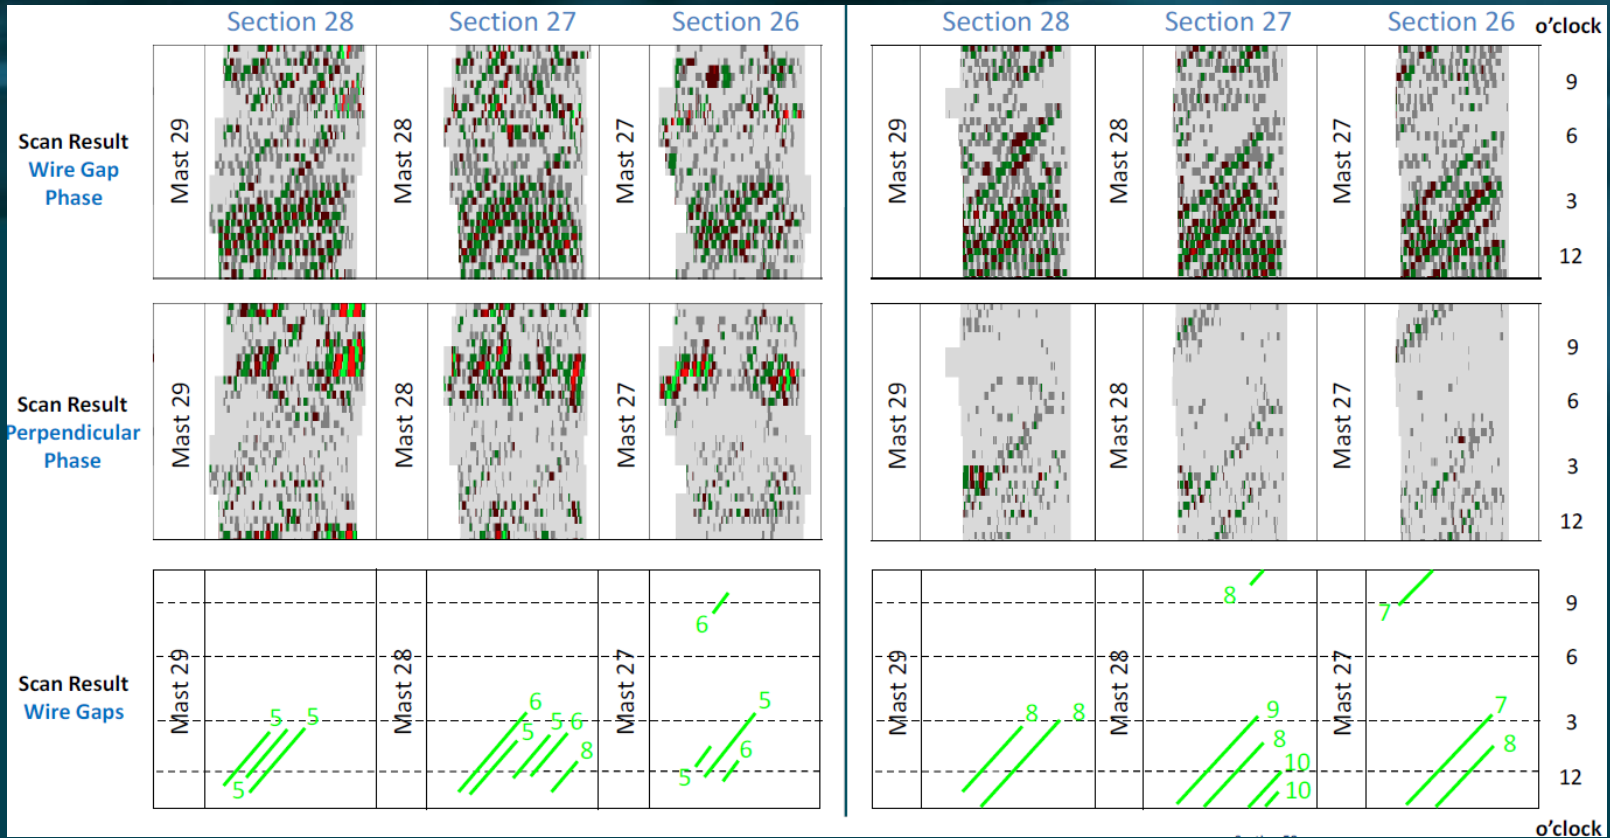 Section 28 Section 27 Section 26 Section 28 Section 27 Section 26 o'clock
Scan Result
Wire Gap
Phase
Mast 29
Mast 28
Mast 27
Mast 29
Mast 28
Mast 27
9
6
3
12
Scan Result
Perpendicular
Phase
Mast 29
Mast 28
Mast 27
Mast 29
Mast 28
Mast 27
9
6
3
12
Scan Result
Wire Gaps
Mast 29
5 5
5
Mast 28
6
5 5 6
8
Mast 27
6
5
6
5
Mast 29
8 8
Mast 28
8
9
8
10
10
Mast 27
7
7
8
9
6
3
12
o'clock